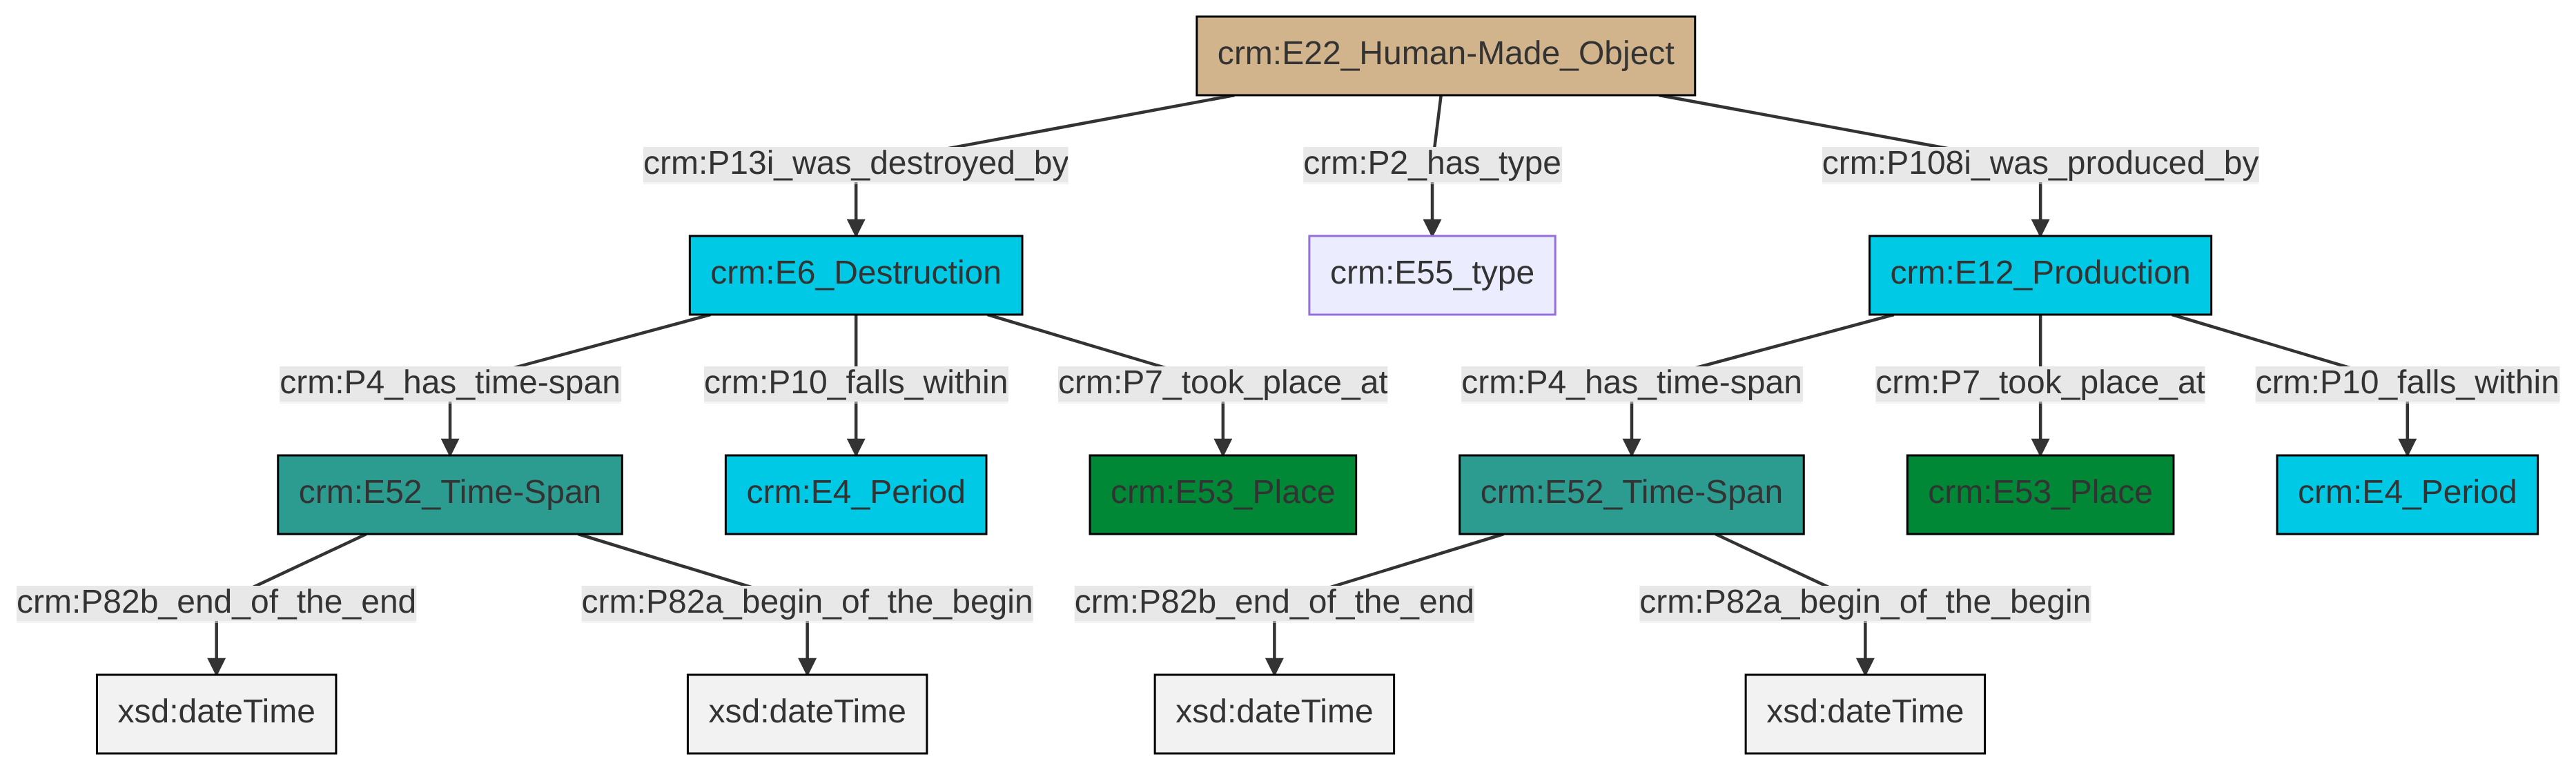 crm:E22_Human-Made_Object
crm:P13i_was_destroyed_by
crm:P2_has_type
crm:P108i_was_produced_by
crm:E6_Destruction
crm:E55_type
crm:E12_Production
crm:P4_has_time-span
crm:P10_falls_within
crm:P7_took_place_at
crm:P4_has_time-span
crm:P7_took_place_at
crm:P10_falls_within
crm:E52_Time-Span
crm:E4_Period
crm:E53_Place
crm:E52_Time-Span
crm:E53_Place
crm:E4_Period
crm:P82b_end_of_the_end
crm:P82a_begin_of_the_begin
crm:P82b_end_of_the_end
crm:P82a_begin_of_the_begin
xsd:dateTime
xsd:dateTime
xsd:dateTime
xsd:dateTime